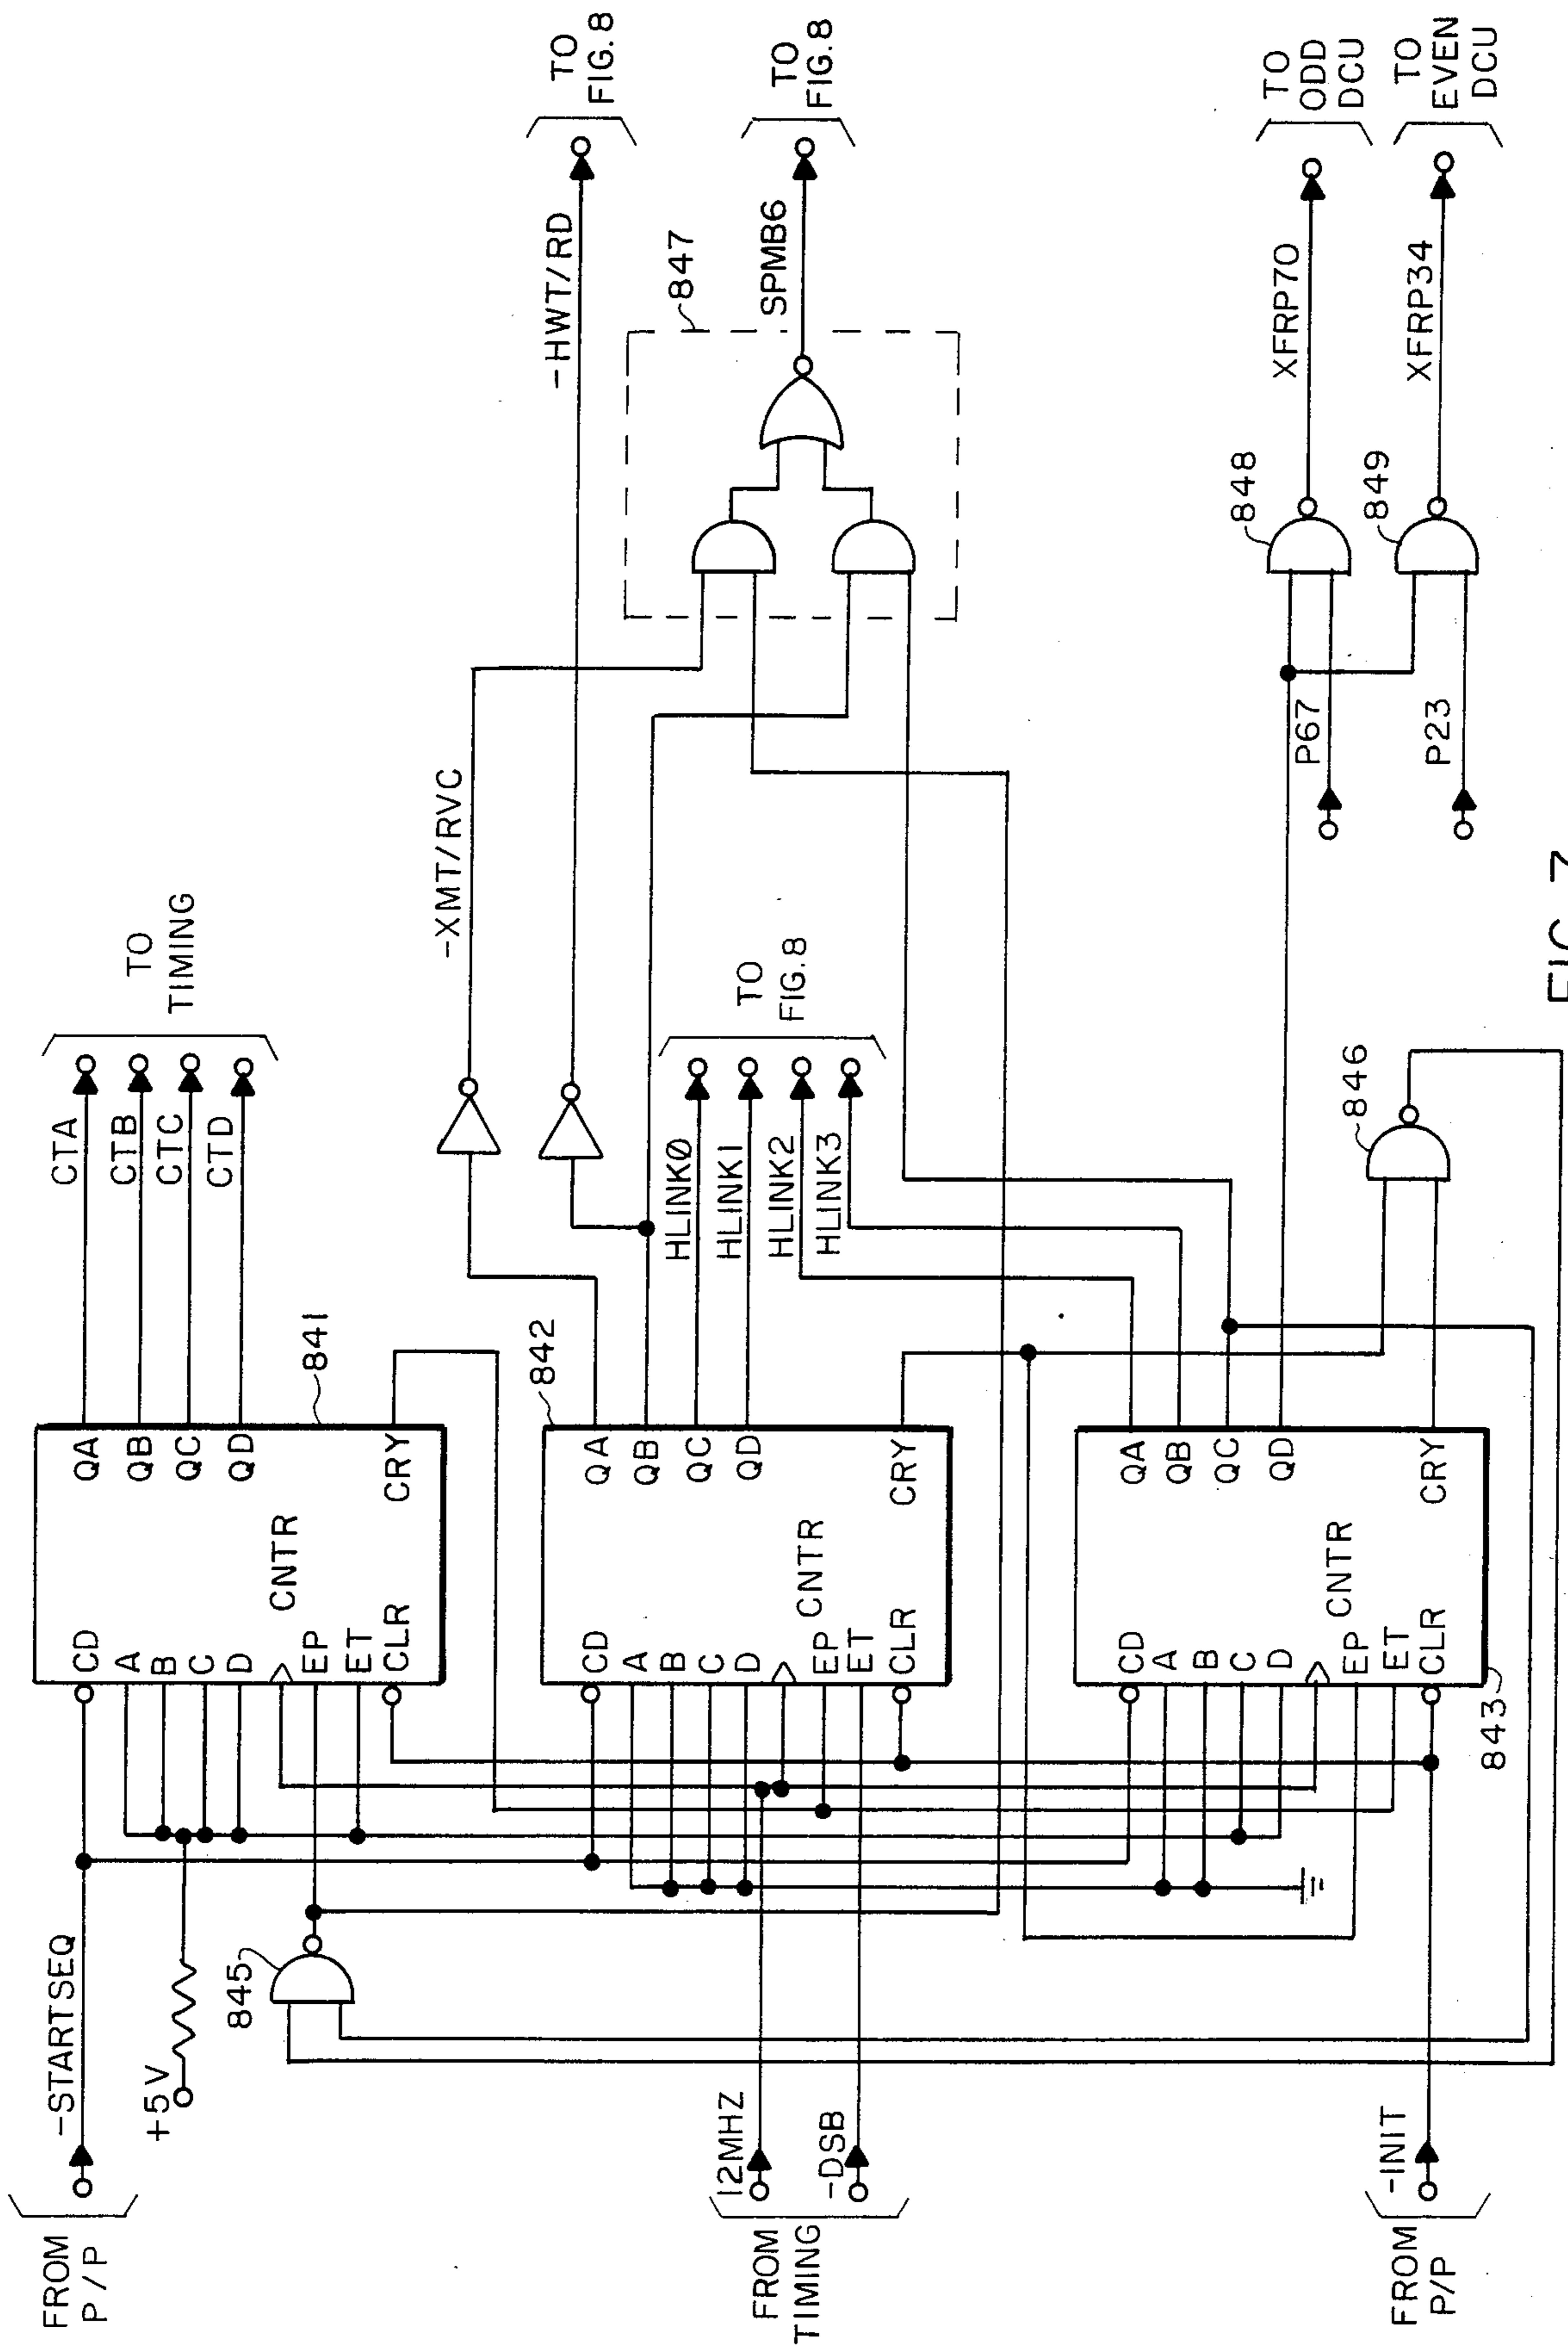 FROM
P/P
-STARTSEQ
+5V
845
FROM
TIMING
12MHZ
-DSB
FROM
P/P
-INIT
CD
A
B
C
D
EP
ET
CLR
CNTR
QA
QB
QC
QD
CRY
841
CD
A
B
C
D
EP
ET
CLR
CNTR
QA
QB
QC
QD
CRY
842
CD
A
B
C
D
EP
ET
CLR
CNTR
QA
QB
QC
QD
CRY
843
CTA
CTB
CTC
CTD
TO
TIMING
HLINK0
HLINK1
HLINK2
HLINK3
TO
FIG.8
846
-XMT/RVC
-HWT/RD
TO
FIG.8
847
SPMB6
TO
FIG.8
P67
P23
848
849
XFRP70
TO
ODD
DCU
XFRP34
TO
EVEN
DCU
FIG. 7